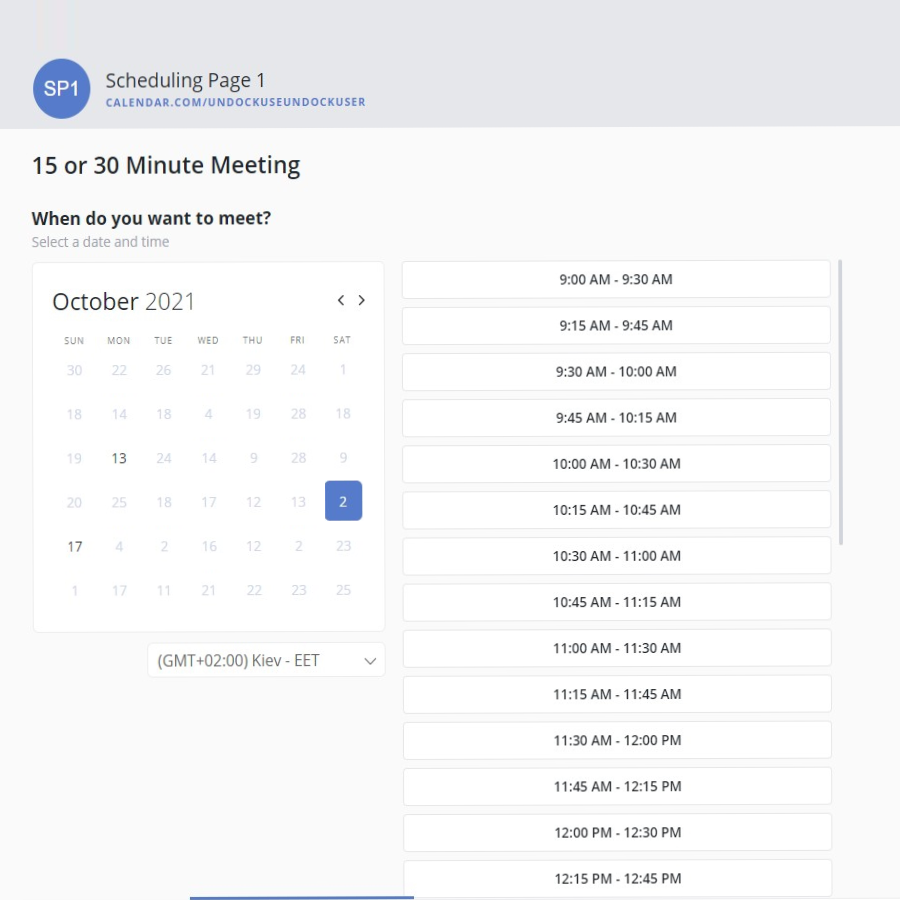 SP1
Scheduling Page 1
CALENDAR.COM/UNDOCKUSEUNDOCKUSER
15 or 30 Minute Meeting
When do you want to meet?
Select a date and time
October 2021
SUN MON TUE WED THU FRI SAT
30 22 26 21 29 24 1
18 14 18 4 19 28 18
19 13 24 14 9 28 9
20 25 18 17 12 13 2
17 4 2 16 12 2 23
1 17 11 21 22 23 25
(GMT+02:00) Kiev - EET
9:00 AM - 9:30 AM
9:15 AM - 9:45 AM
9:30 AM - 10:00 AM
9:45 AM - 10:15 AM
10:00 AM - 10:30 AM
10:15 AM - 10:45 AM
10:30 AM - 11:00 AM
10:45 AM - 11:15 AM
11:00 AM - 11:30 AM
11:15 AM - 11:45 AM
11:30 AM - 12:00 PM
11:45 AM - 12:15 PM
12:00 PM - 12:30 PM
12:15 PM - 12:45 PM